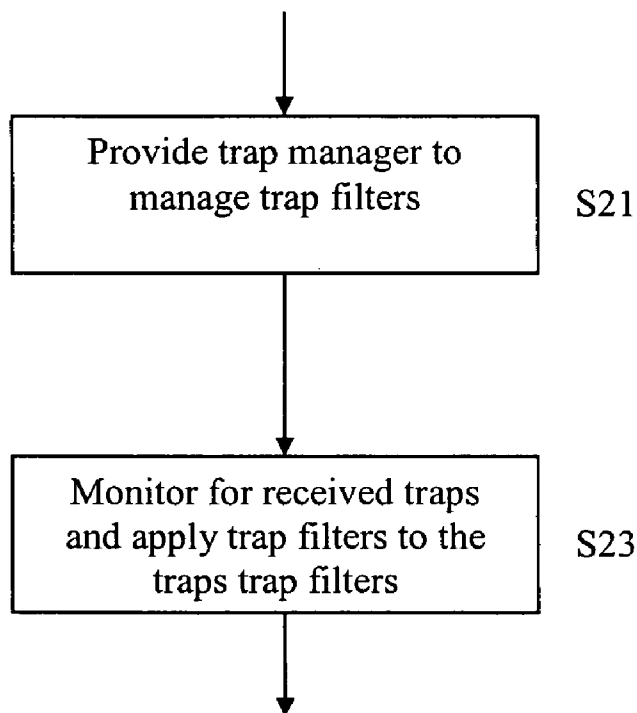 Provide trap manager to
manage trap filters
S21
Monitor for received traps
and apply trap filters to the
traps trap filters
S23